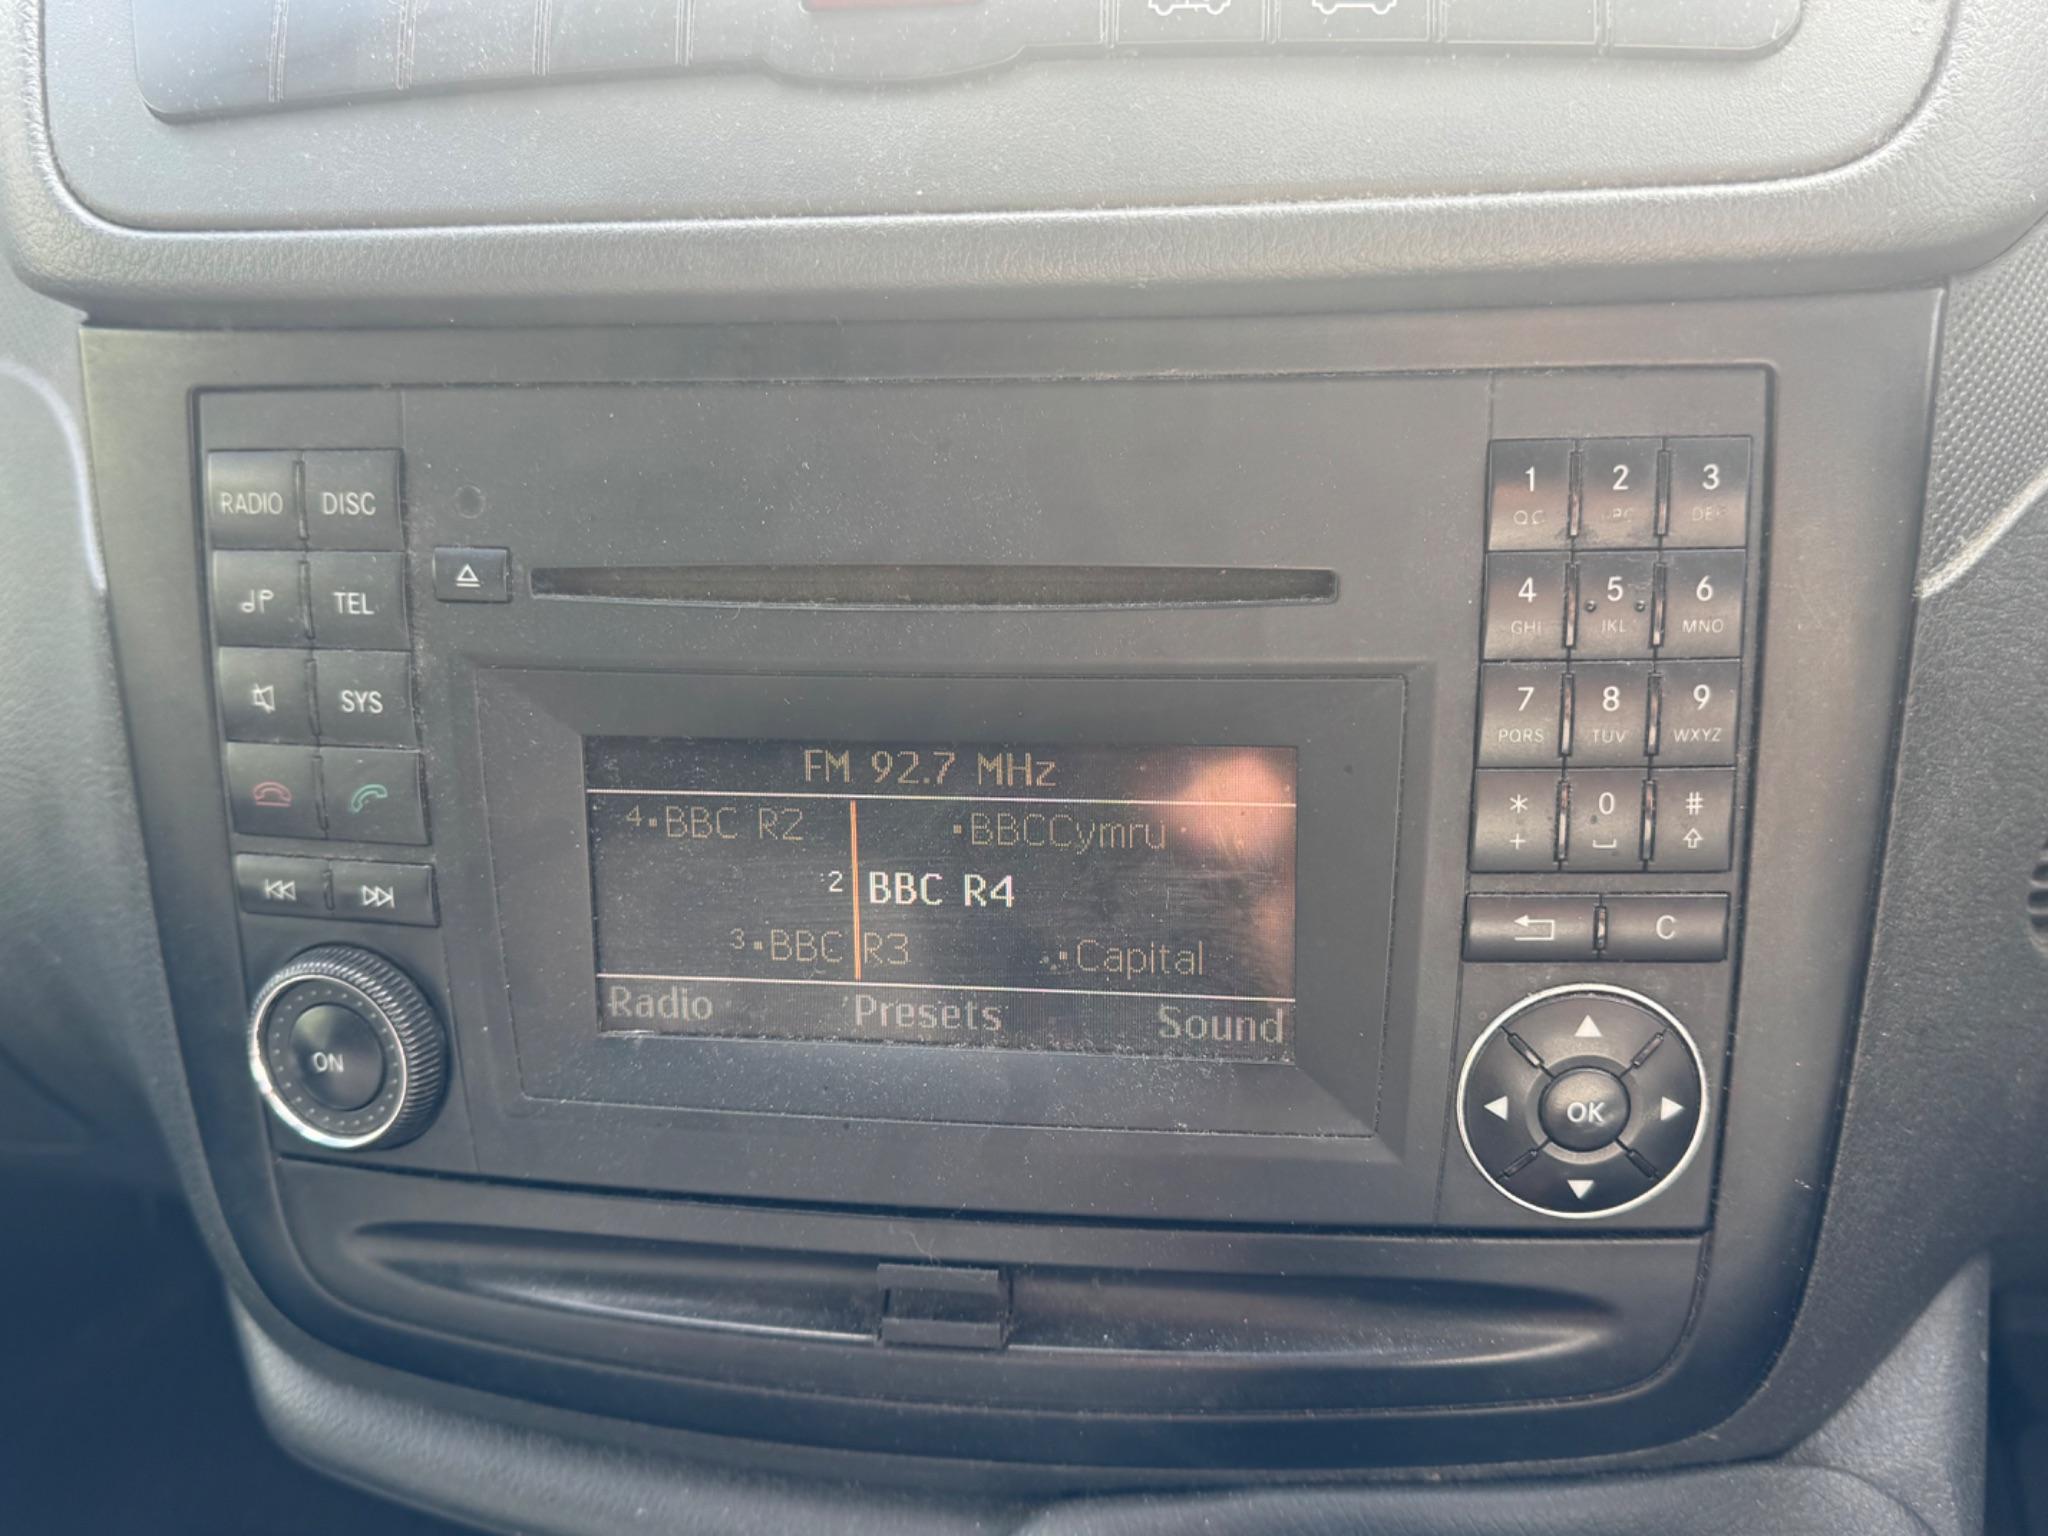 RADIO DISC
TEL
SYS
ON
FM 92.7 MHz
4 BBC R2 BBCCymru
2 BBC R4
3 BBC R3 Capital
Radio Presets Sound
1 2 3
4 5 6
GHI JKL MNO
7 8 9
PQRS TUV WXYZ
* 0 #
+
C
OK